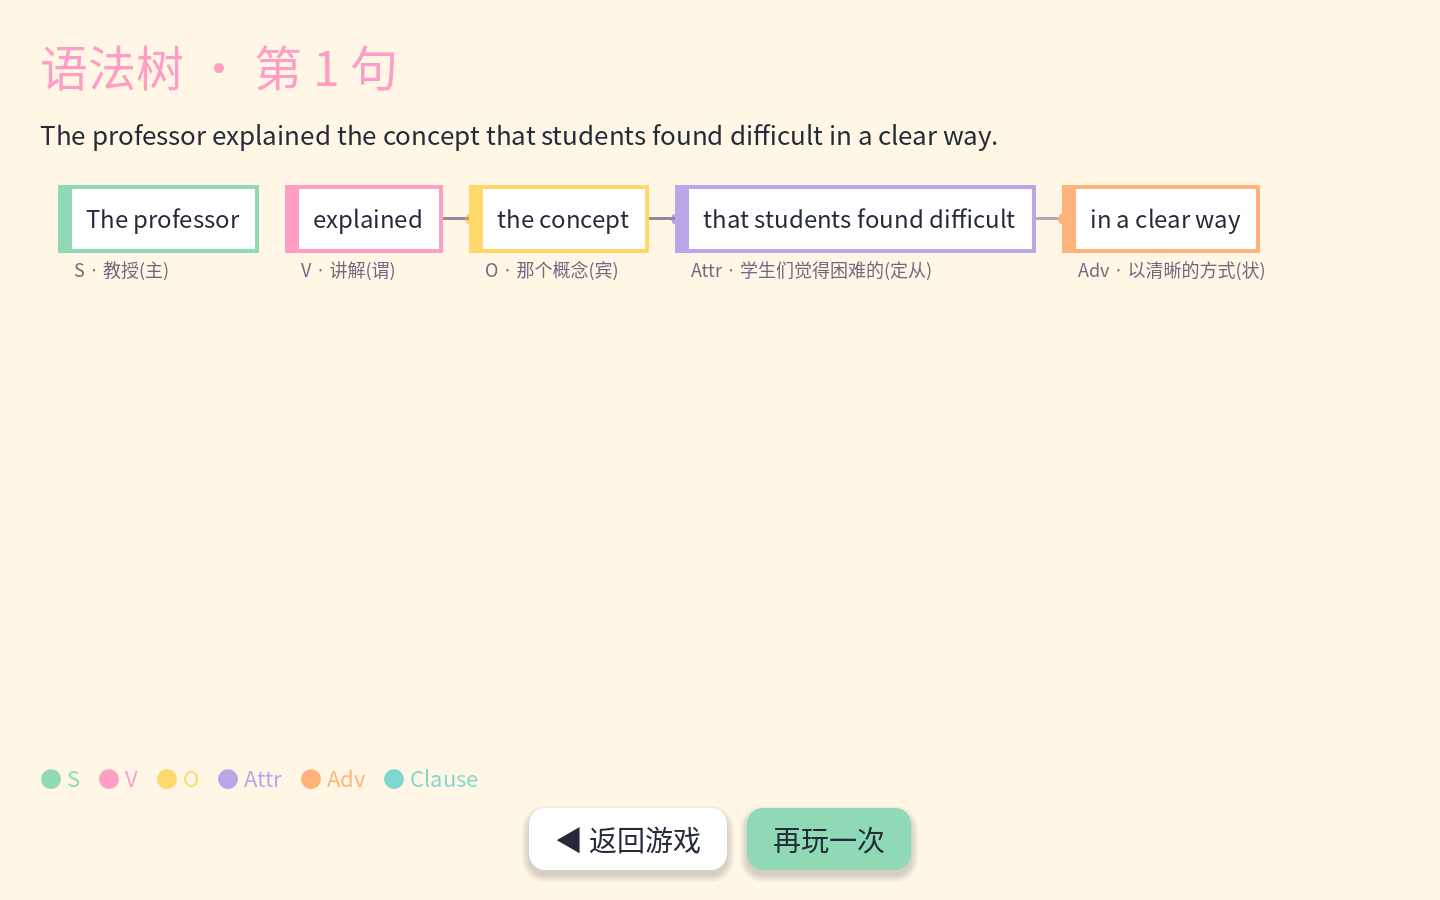 语法树 · 第 1 句
The professor explained the concept that students found difficult in a clear way.
The professor explained the concept that students found difficult in a clear way
S · 教授(主) V · 讲解(谓) O · 那个概念(宾) Attr · 学生们觉得困难的(定从) Adv · 以清晰的方式(状)
S V O Attr Adv Clause
◀ 返回游戏 再玩一次